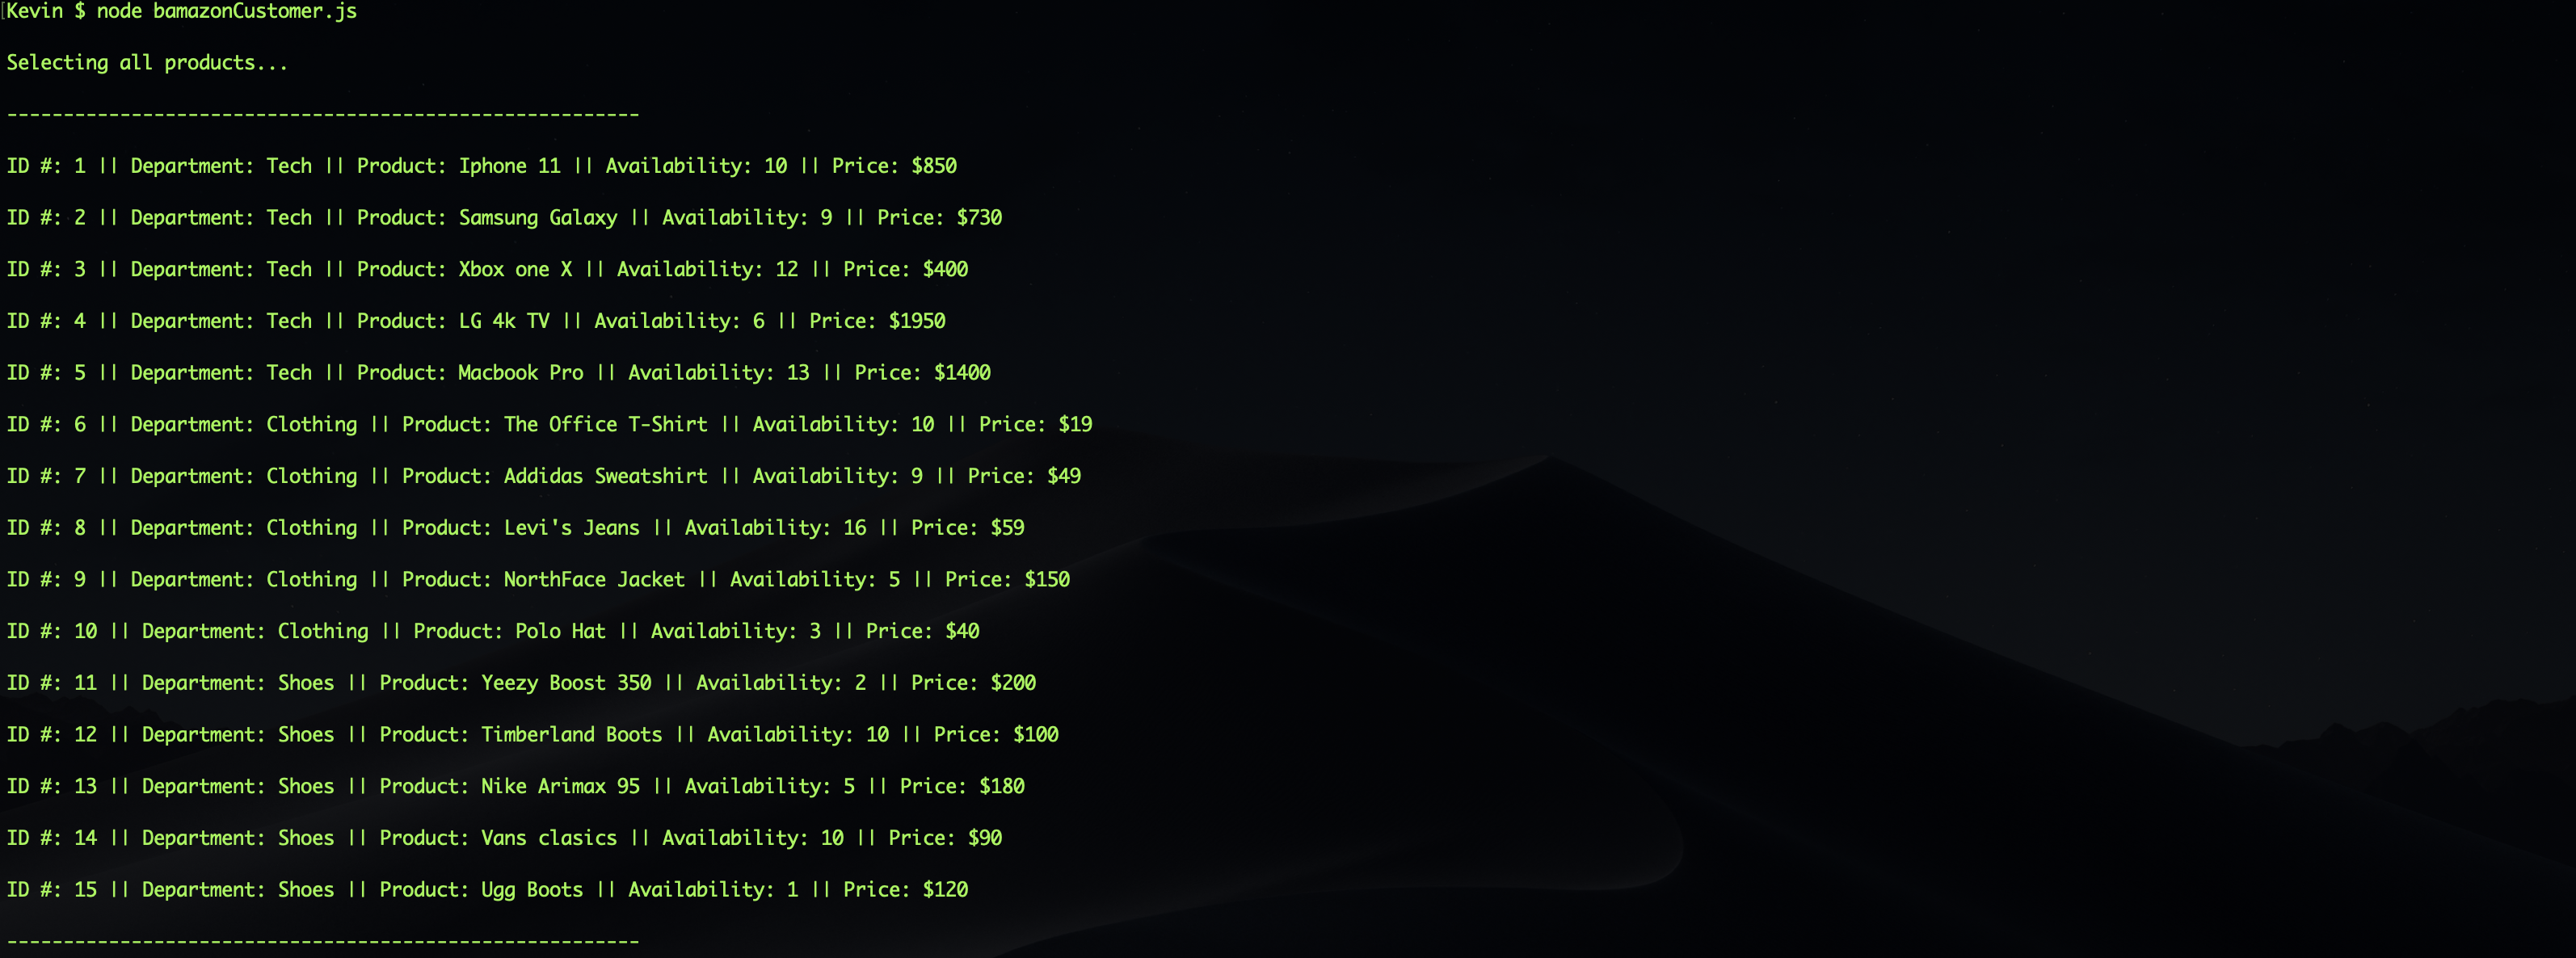 Kevin $ node bamazonCustomer.js
Selecting all products...
--------------------------------------------------------
ID #: 1 || Department: Tech || Product: Iphone 11 || Availability: 10 || Price: $850
ID #: 2 || Department: Tech || Product: Samsung Galaxy || Availability: 9 || Price: $730
ID #: 3 || Department: Tech || Product: Xbox one X || Availability: 12 || Price: $400
ID #: 4 || Department: Tech || Product: LG 4k TV || Availability: 6 || Price: $1950
ID #: 5 || Department: Tech || Product: Macbook Pro || Availability: 13 || Price: $1400
ID #: 6 || Department: Clothing || Product: The Office T-Shirt || Availability: 10 || Price: $19
ID #: 7 || Department: Clothing || Product: Addidas Sweatshirt || Availability: 9 || Price: $49
ID #: 8 || Department: Clothing || Product: Levi's Jeans || Availability: 16 || Price: $59
ID #: 9 || Department: Clothing || Product: NorthFace Jacket || Availability: 5 || Price: $150
ID #: 10 || Department: Clothing || Product: Polo Hat || Availability: 3 || Price: $40
ID #: 11 || Department: Shoes || Product: Yeezy Boost 350 || Availability: 2 || Price: $200
ID #: 12 || Department: Shoes || Product: Timberland Boots || Availability: 10 || Price: $100
ID #: 13 || Department: Shoes || Product: Nike Arimax 95 || Availability: 5 || Price: $180
ID #: 14 || Department: Shoes || Product: Vans clasics || Availability: 10 || Price: $90
ID #: 15 || Department: Shoes || Product: Ugg Boots || Availability: 1 || Price: $120
--------------------------------------------------------